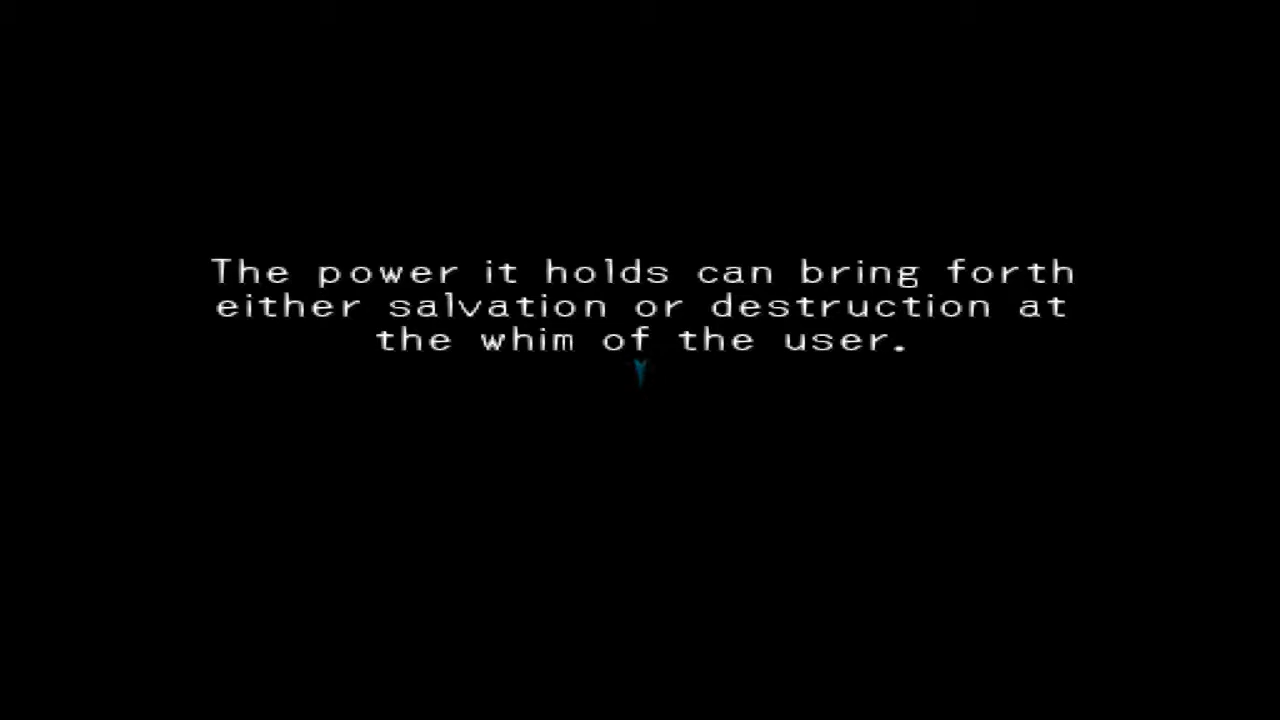 The power it holds can bring forth
either salvation or destruction at
the whim of the user.